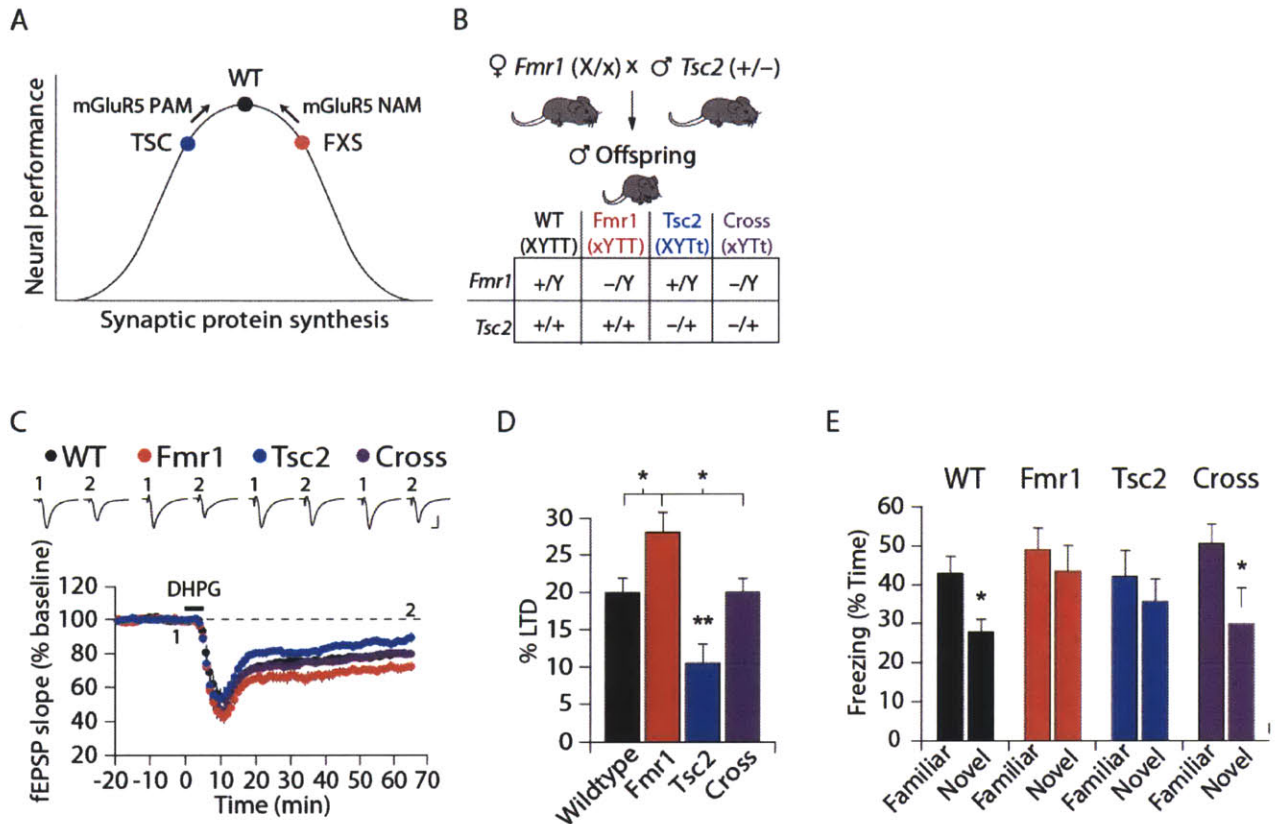 A
WT
mGluR5 PAM
mGluR5 NAM
TSC
FXS
Neural performance
Synaptic protein synthesis
B
♀ Fmr1 (X/x) x ♂ Tsc2 (+/−)
♂ Offspring
WT Fmr1 Tsc2 Cross
(XYTT) (xYTT) (XYTt) (xYTt)
Fmr1 +/Y −/Y +/Y −/Y
Tsc2 +/+ +/+ −/+ −/+
C
WT Fmr1 Tsc2 Cross
1 2 1 2 1 2 1 2
fEPSP slope (% baseline)
120
100
80
60
40
20
DHPG
1
2
-20 -10 0 10 20 30 40 50 60 70
Time (min)
D
* *
% LTD
30
25
20
15
10
5
0
**
Wildtype Fmr1 Tsc2 Cross
E
WT Fmr1 Tsc2 Cross
Freezing (% Time)
60
50
40
30
20
10
0
* *
Familiar Novel Familiar Novel Familiar Novel Familiar Novel